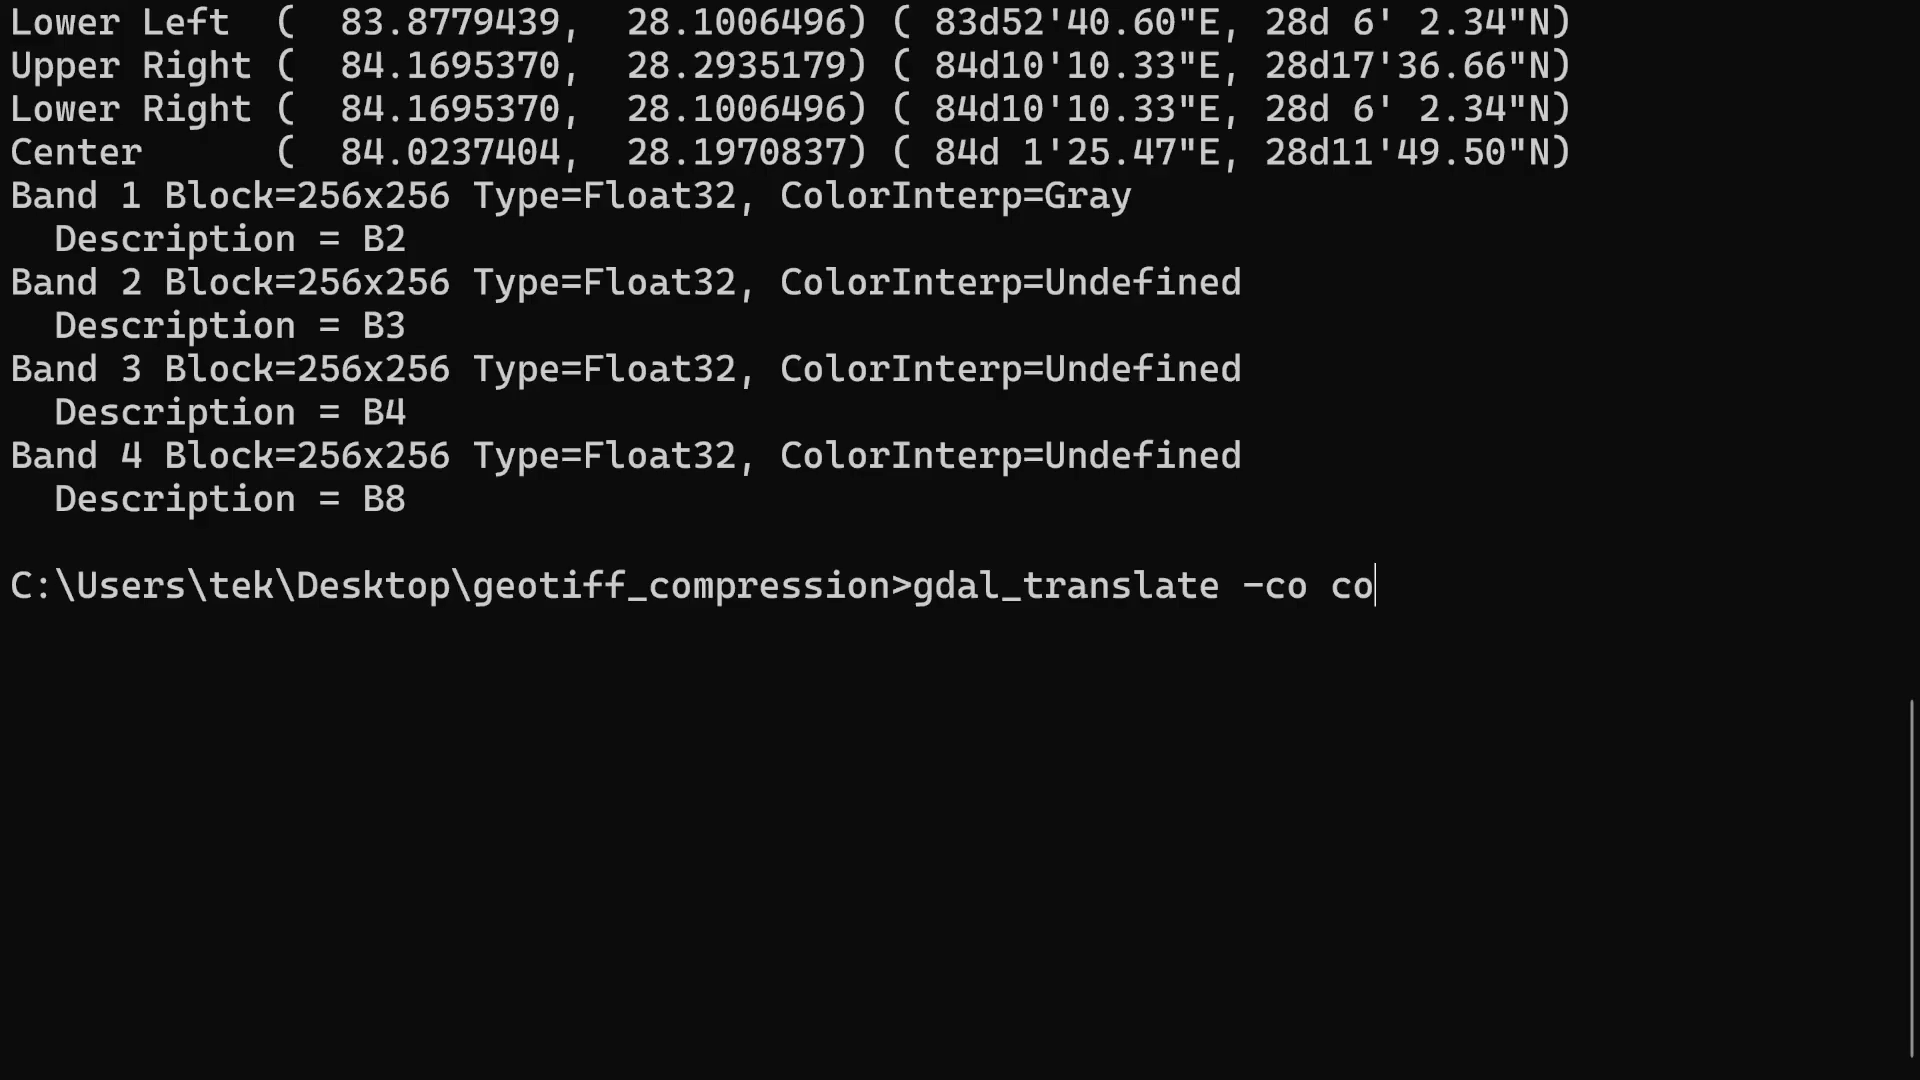 Lower Left  (  83.8779439,  28.1006496) ( 83d52'40.60"E, 28d 6' 2.34"N)
Upper Right (  84.1695370,  28.2935179) ( 84d10'10.33"E, 28d17'36.66"N)
Lower Right (  84.1695370,  28.1006496) ( 84d10'10.33"E, 28d 6' 2.34"N)
Center      (  84.0237404,  28.1970837) ( 84d 1'25.47"E, 28d11'49.50"N)
Band 1 Block=256x256 Type=Float32, ColorInterp=Gray
  Description = B2
Band 2 Block=256x256 Type=Float32, ColorInterp=Undefined
  Description = B3
Band 3 Block=256x256 Type=Float32, ColorInterp=Undefined
  Description = B4
Band 4 Block=256x256 Type=Float32, ColorInterp=Undefined
  Description = B8
C:\Users\tek\Desktop\geotiff_compression>gdal_translate -co co